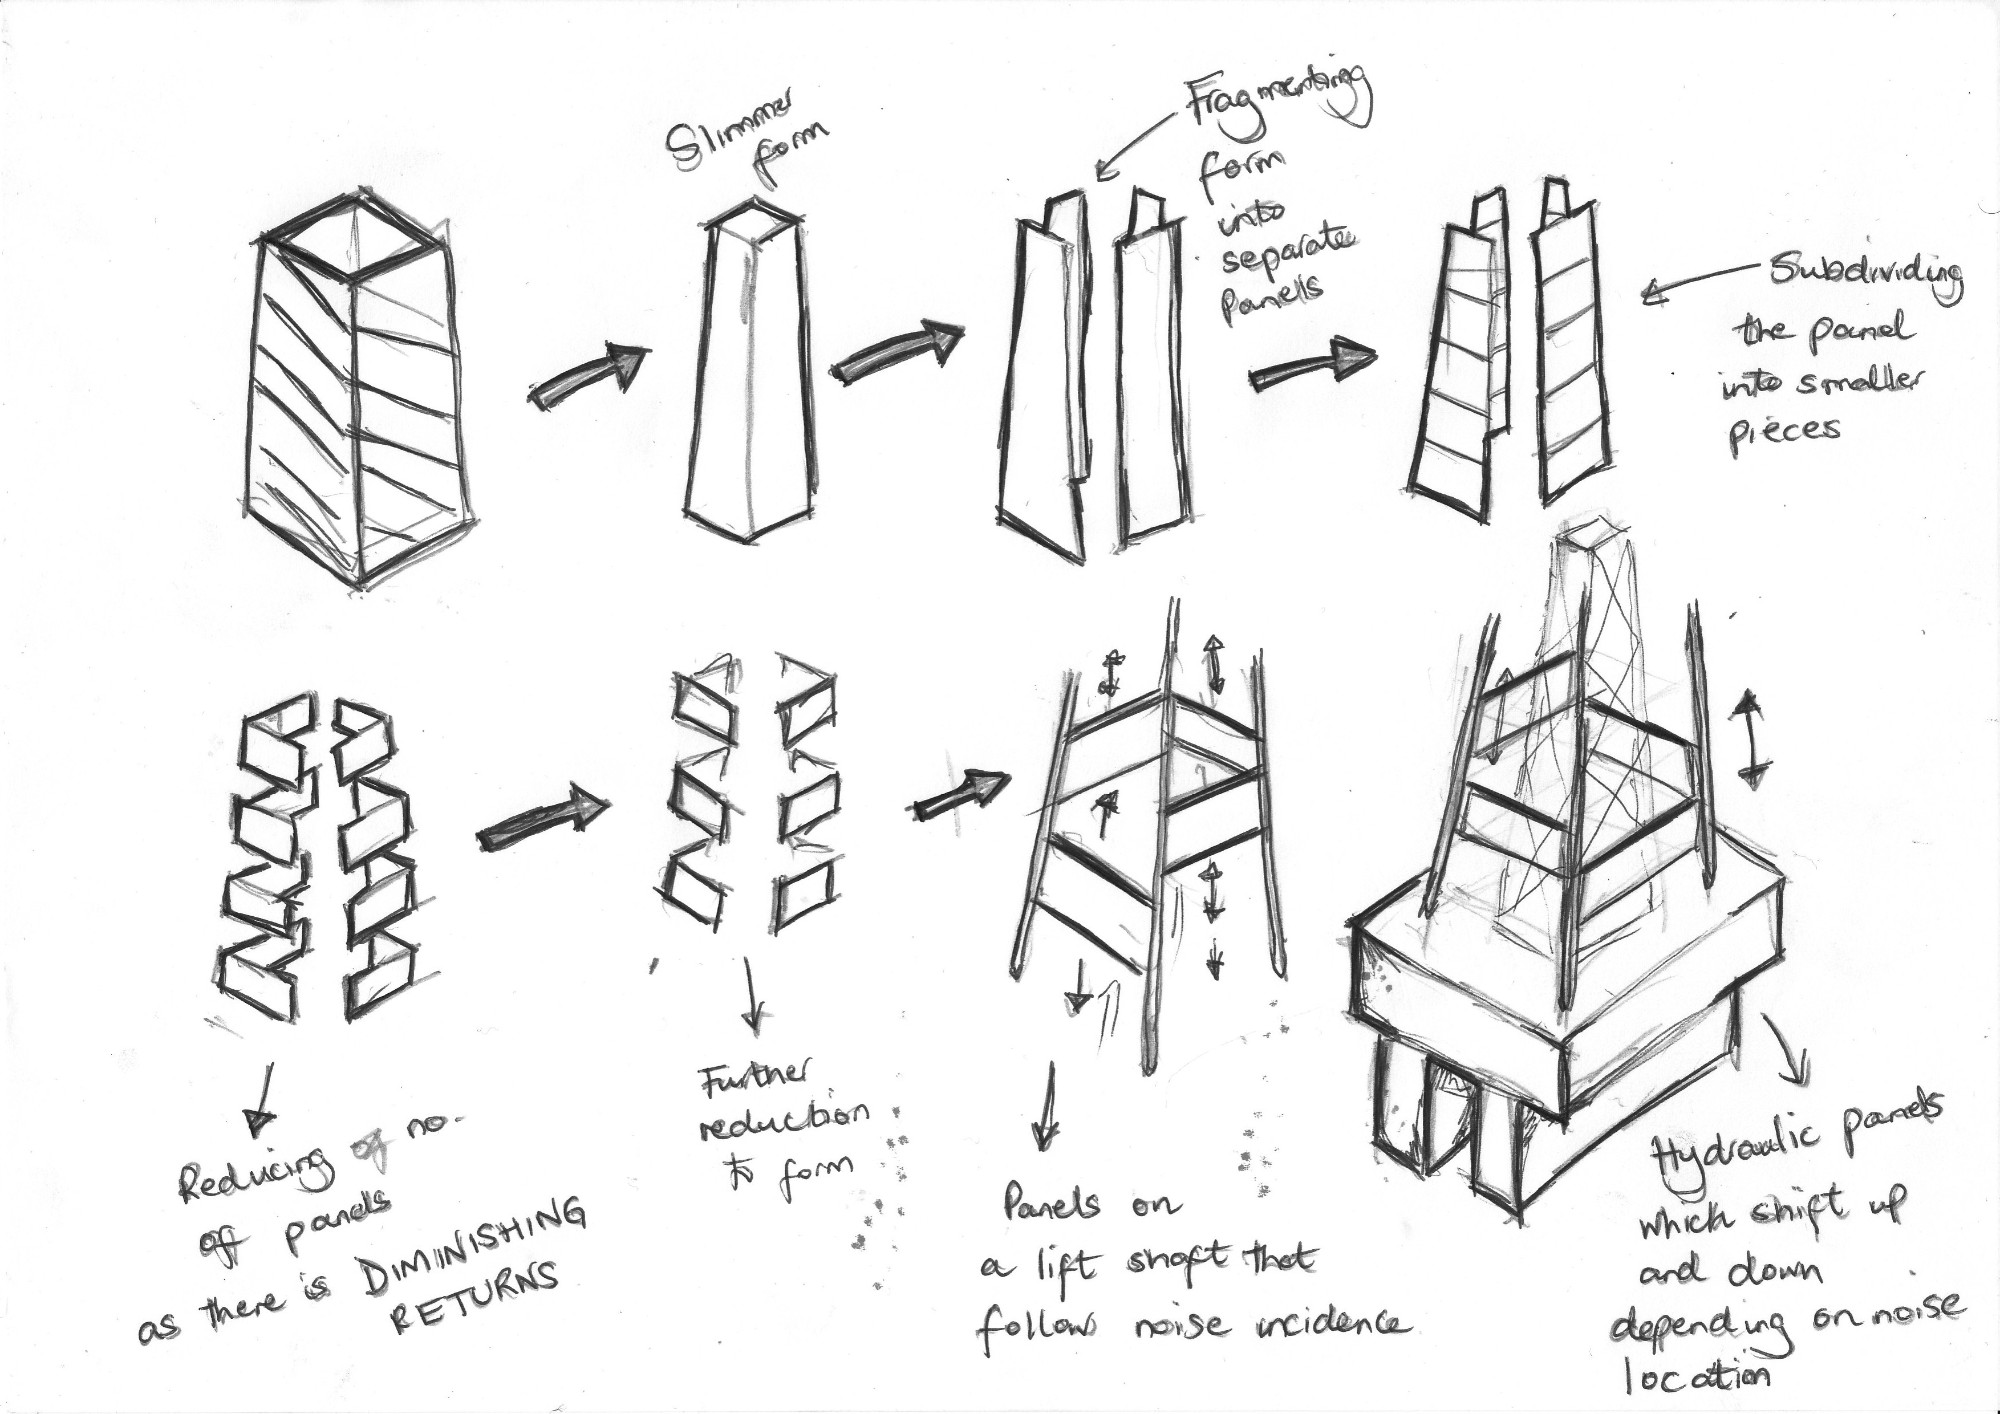 Slimmer
form
Fragmenting
form
into
separate
Panels
Subdividing
the panel
into smaller
pieces
Reducing of no.
off panels
as there is DIMINISHING
RETURNS
Further
reduction
to form
Panels on
a lift shaft that
follow noise incidence
Hydraulic panels
which shift up
and down
depending on noise
location